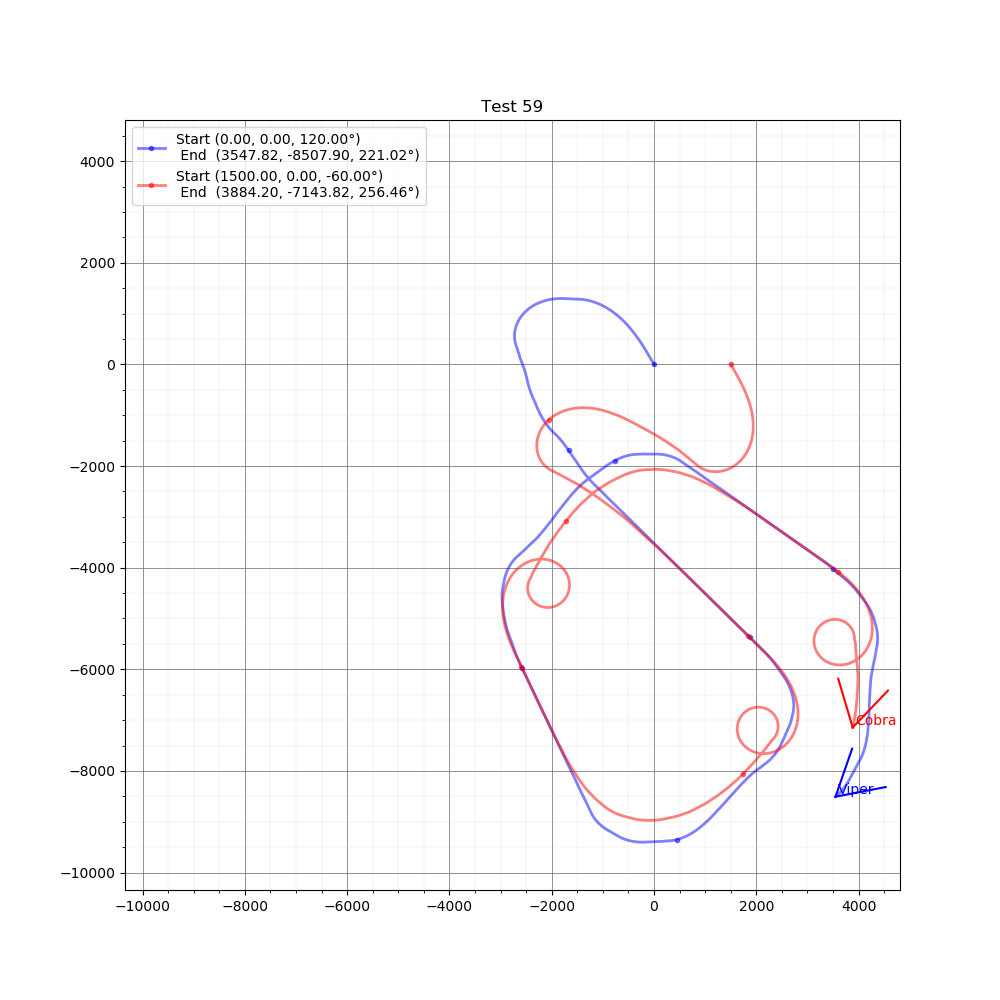 Test 59
Start (0.00, 0.00, 120.00°)
End (3547.82, -8507.90, 221.02°)
Start (1500.00, 0.00, -60.00°)
End (3884.20, -7143.82, 256.46°)
4000
2000
0
−2000
−4000
−6000
−8000
−10000
Cobra
Viper
−10000 −8000 −6000 −4000 −2000 0 2000 4000